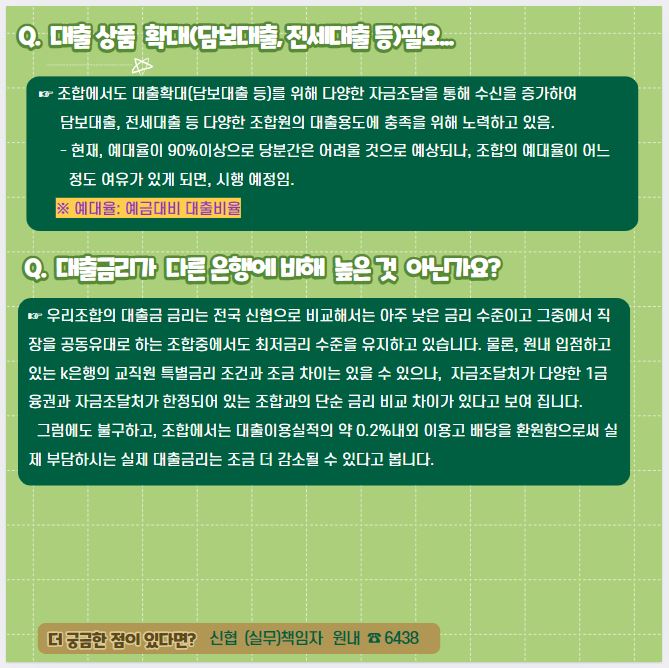 Q. 대출 상품 확대(담보대출, 전세대출 등)필요...
☞ 조합에서도 대출확대(담보대출 등)를 위해 다양한 자금조달을 통해 수신을 증가하여
담보대출, 전세대출 등 다양한 조합원의 대출용도에 충족을 위해 노력하고 있음.
- 현재, 예대율이 90%이상으로 당분간은 어려울 것으로 예상되나, 조합의 예대율이 어느
정도 여유가 있게 되면, 시행 예정임.
※ 예대율: 예금대비 대출비율
Q. 대출금리가 다른 은행에 비해 높은 것 아닌가요?
☞ 우리조합의 대출금 금리는 전국 신협으로 비교해서는 아주 낮은 금리 수준이고 그중에서 직
장을 공동유대로 하는 조합중에서도 최저금리 수준을 유지하고 있습니다. 물론, 원내 입점하고
있는 k은행의 교직원 특별금리 조건과 조금 차이는 있을 수 있으나, 자금조달처가 다양한 1금
융권과 자금조달처가 한정되어 있는 조합과의 단순 금리 비교 차이가 있다고 보여 집니다.
그럼에도 불구하고, 조합에서는 대출이용실적의 약 0.2%내외 이용고 배당을 환원함으로써 실
제 부담하시는 실제 대출금리는 조금 더 감소될 수 있다고 봅니다.
더 궁금한 점이 있다면? 신협 (실무)책임자 원내 ☎ 6438